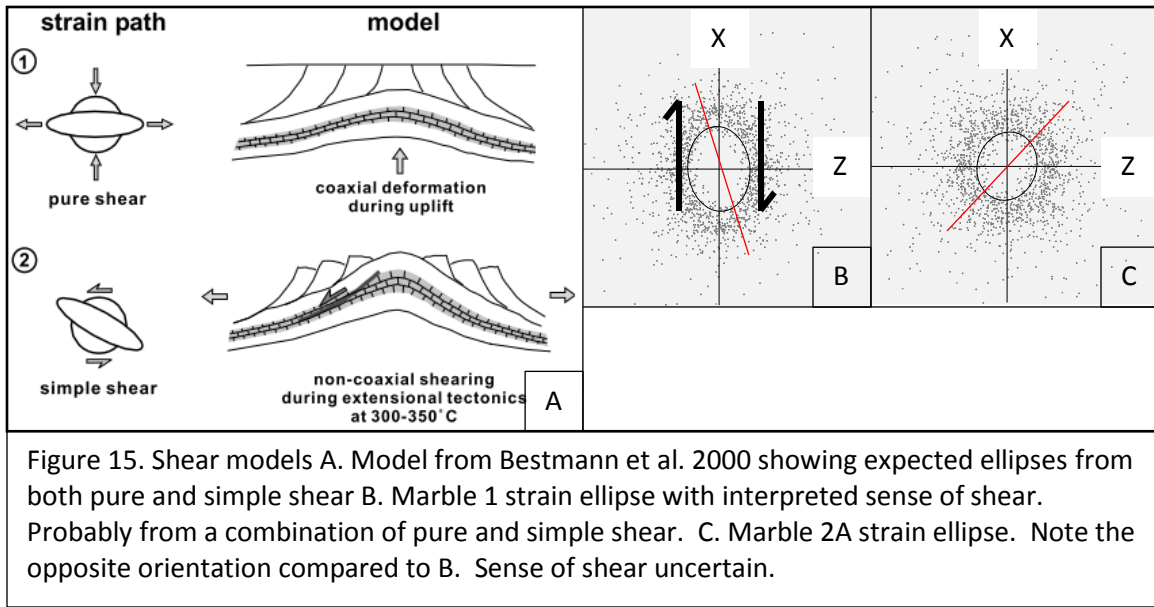 strain path
model
1
pure shear
coaxial deformation
during uplift
2
simple shear
non-coaxial shearing
during extensional tectonics
at 300-350°C
A
X
Z
B
X
Z
C
Figure 15. Shear models A. Model from Bestmann et al. 2000 showing expected ellipses from
both pure and simple shear B. Marble 1 strain ellipse with interpreted sense of shear.
Probably from a combination of pure and simple shear. C. Marble 2A strain ellipse. Note the
opposite orientation compared to B. Sense of shear uncertain.